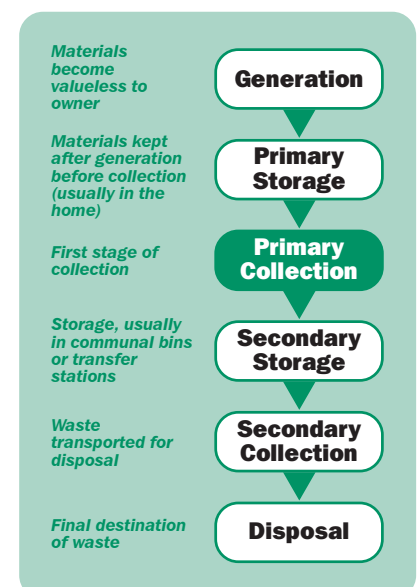 Materials
become
valueless to
owner
Generation
Materials kept
after generation
before collection
(usually in the
home)
Primary
Storage
First stage of
collection
Primary
Collection
Storage, usually
in communal bins
or transfer
stations
Secondary
Storage
Waste
transported for
disposal
Secondary
Collection
Final destination
of waste
Disposal